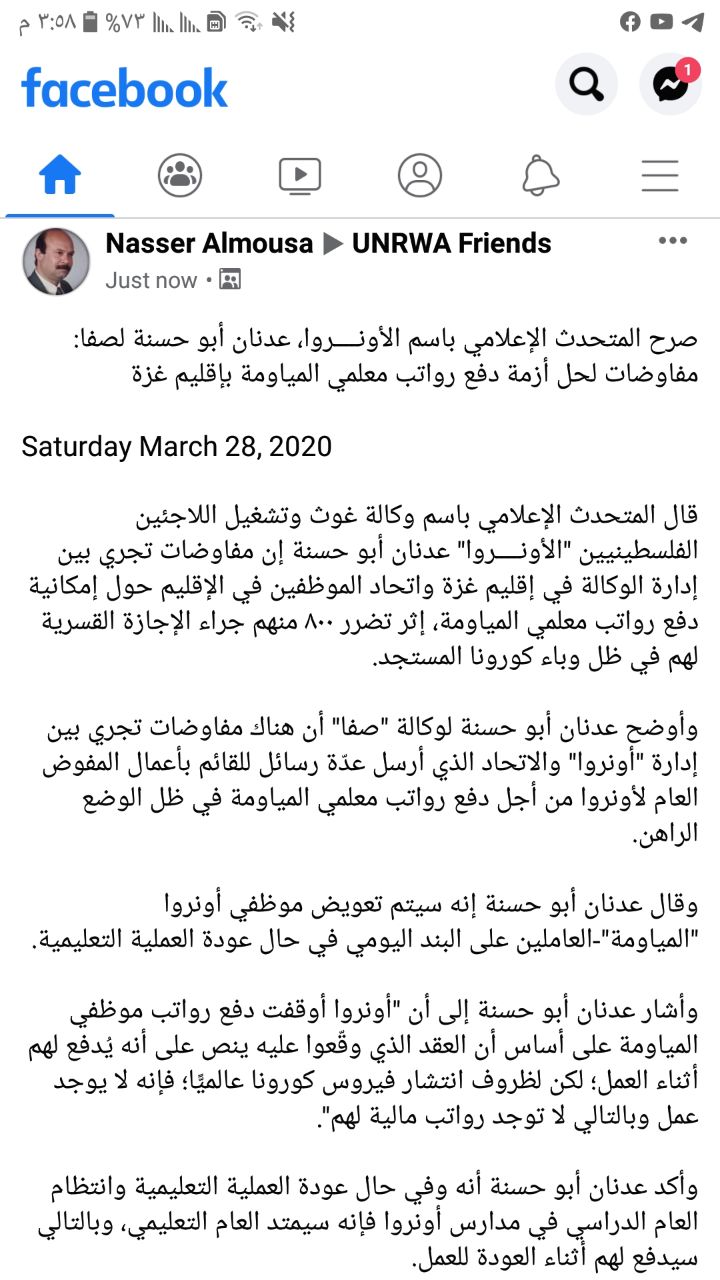 ٣:٥٨ م %٧٣
facebook
1
Nasser Almousa ▶ UNRWA Friends
Just now •
صرح المتحدث الإعلامي باسم الأونـــروا، عدنان أبو حسنة لصفا:
مفاوضات لحل أزمة دفع رواتب معلمي المياومة بإقليم غزة
Saturday March 28, 2020
قال المتحدث الإعلامي باسم وكالة غوث وتشغيل اللاجئين
الفلسطينيين "الأونـــروا" عدنان أبو حسنة إن مفاوضات تجري بين
إدارة الوكالة في إقليم غزة واتحاد الموظفين في الإقليم حول إمكانية
دفع رواتب معلمي المياومة، إثر تضرر ٨٠٠ منهم جراء الإجازة القسرية
لهم في ظل وباء كورونا المستجد.
وأوضح عدنان أبو حسنة لوكالة "صفا" أن هناك مفاوضات تجري بين
إدارة "أونروا" والاتحاد الذي أرسل عدّة رسائل للقائم بأعمال المفوض
العام لأونروا من أجل دفع رواتب معلمي المياومة في ظل الوضع
الراهن.
وقال عدنان أبو حسنة إنه سيتم تعويض موظفي أونروا
"المياومة"-العاملين على البند اليومي في حال عودة العملية التعليمية.
وأشار عدنان أبو حسنة إلى أن "أونروا أوقفت دفع رواتب موظفي
المياومة على أساس أن العقد الذي وقّعوا عليه ينص على أنه يُدفع لهم
أثناء العمل؛ لكن لظروف انتشار فيروس كورونا عالميًّا؛ فإنه لا يوجد
عمل وبالتالي لا توجد رواتب مالية لهم".
وأكد عدنان أبو حسنة أنه وفي حال عودة العملية التعليمية وانتظام
العام الدراسي في مدارس أونروا فإنه سيمتد العام التعليمي، وبالتالي
سيدفع لهم أثناء العودة للعمل.